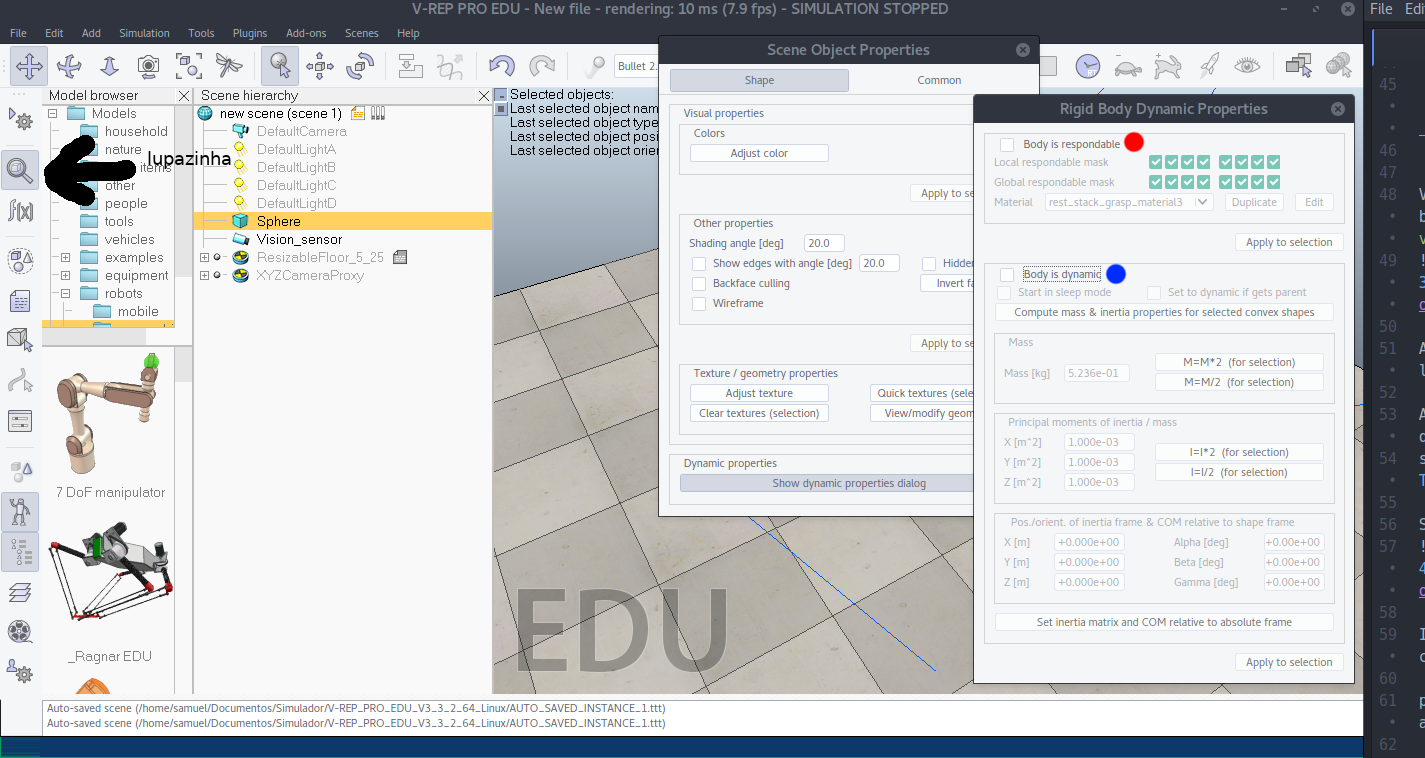 V-REP PRO EDU - New file - rendering: 10 ms (7.9 fps) - SIMULATION STOPPED
File Edit Add Simulation Tools Plugins Add-ons Scenes Help
File Edi
Bullet 2.
Model browser
Models
household
nature
items
other
people
tools
vehicles
examples
equipment
robots
mobile
lupazinha
f(x)
7 DoF manipulator
_Ragnar EDU
Scene hierarchy
new scene (scene 1)
DefaultCamera
DefaultLightA
DefaultLightB
DefaultLightC
DefaultLightD
Sphere
Vision_sensor
ResizableFloor_5_25
XYZCameraProxy
Selected objects:
Last selected object nam
Last selected object type
Last selected object posi
Last selected object orien
EDU
Scene Object Properties
Shape Common
Visual properties
Colors
Adjust color
Apply to se
Other properties
Shading angle [deg] 20.0
Show edges with angle [deg] 20.0 Hidden
Backface culling Invert fa
Wireframe
Apply to se
Texture / geometry properties
Adjust texture Quick textures (sele
Clear textures (selection) View/modify geom
Dynamic properties
Show dynamic properties dialog
Rigid Body Dynamic Properties
Body is respondable
Local respondable mask
Global respondable mask
Material rest_stack_grasp_material3 Duplicate Edit
Apply to selection
Body is dynamic
Start in sleep mode Set to dynamic if gets parent
Compute mass & inertia properties for selected convex shapes
Mass
Mass [kg] 5.236e-01 M=M*2 (for selection)
M=M/2 (for selection)
Principal moments of inertia / mass
X [m^2] 1.000e-03
Y [m^2] 1.000e-03 I=I*2 (for selection)
Z [m^2] 1.000e-03 I=I/2 (for selection)
Pos./orient. of inertia frame & COM relative to shape frame
X [m] +0.000e+00 Alpha [deg] +0.00e+00
Y [m] +0.000e+00 Beta [deg] +0.00e+00
Z [m] +0.000e+00 Gamma [deg] +0.00e+00
Set inertia matrix and COM relative to absolute frame
Apply to selection
Auto-saved scene (/home/samuel/Documentos/Simulador/V-REP_PRO_EDU_V3_3_2_64_Linux/AUTO_SAVED_INSTANCE_1.ttt)
Auto-saved scene (/home/samuel/Documentos/Simulador/V-REP_PRO_EDU_V3_3_2_64_Linux/AUTO_SAVED_INSTANCE_1.ttt)
45
46
48
49
50
51
52
53
54
55
56
57
58
59
60
61
62